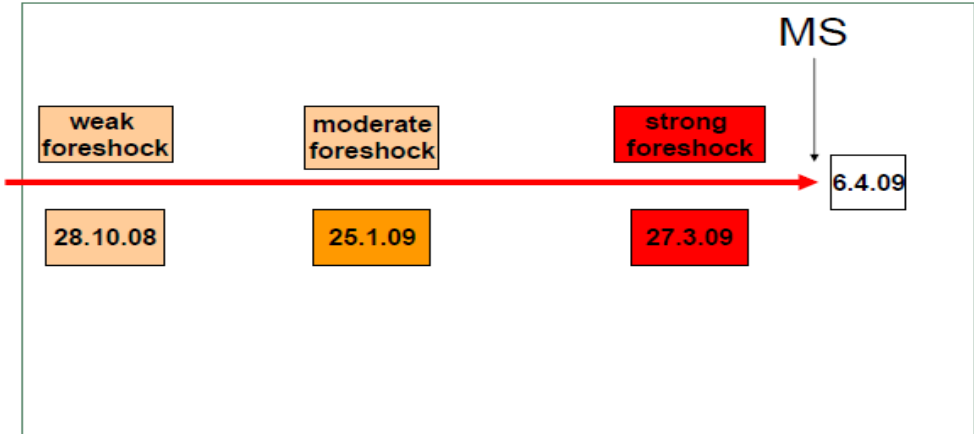 MS
weak
foreshock
moderate
foreshock
strong
foreshock
6.4.09
28.10.08
25.1.09
27.3.09